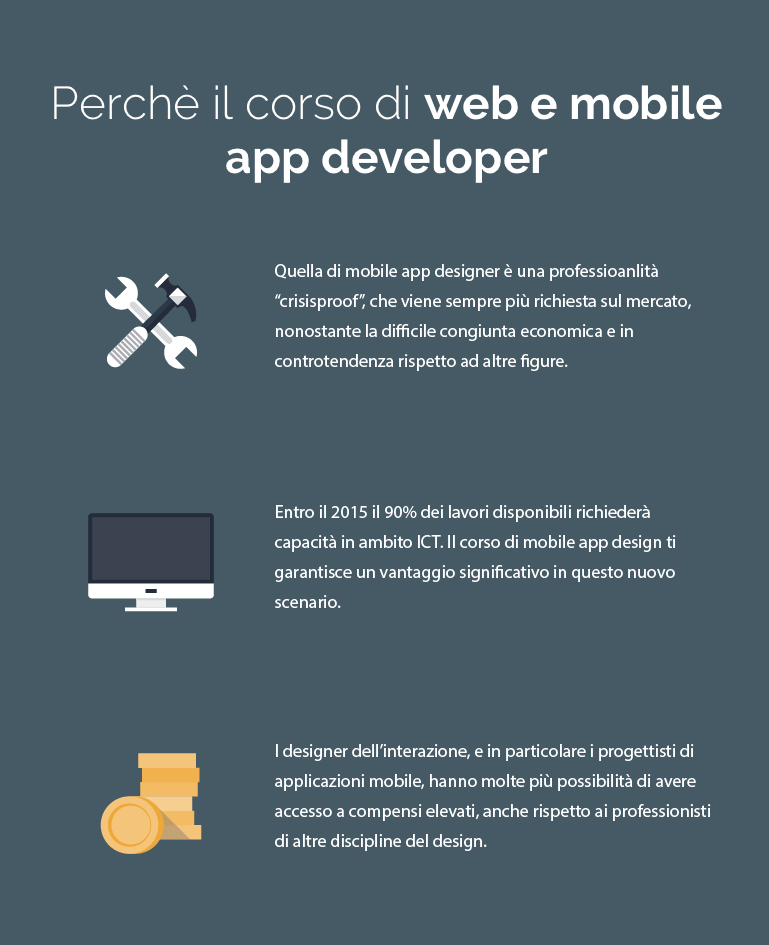 Perchè il corso di web e mobile
app developer
Quella di mobile app designer è una professioanlità
“crisisproof”, che viene sempre più richiesta sul mercato,
nonostante la difficile congiunta economica e in
controtendenza rispetto ad altre figure.
Entro il 2015 il 90% dei lavori disponibili richiederà
capacità in ambito ICT. Il corso di mobile app design ti
garantisce un vantaggio significativo in questo nuovo
scenario.
I designer dell’interazione, e in particolare i progettisti di
applicazioni mobile, hanno molte più possibilità di avere
accesso a compensi elevati, anche rispetto ai professionisti
di altre discipline del design.